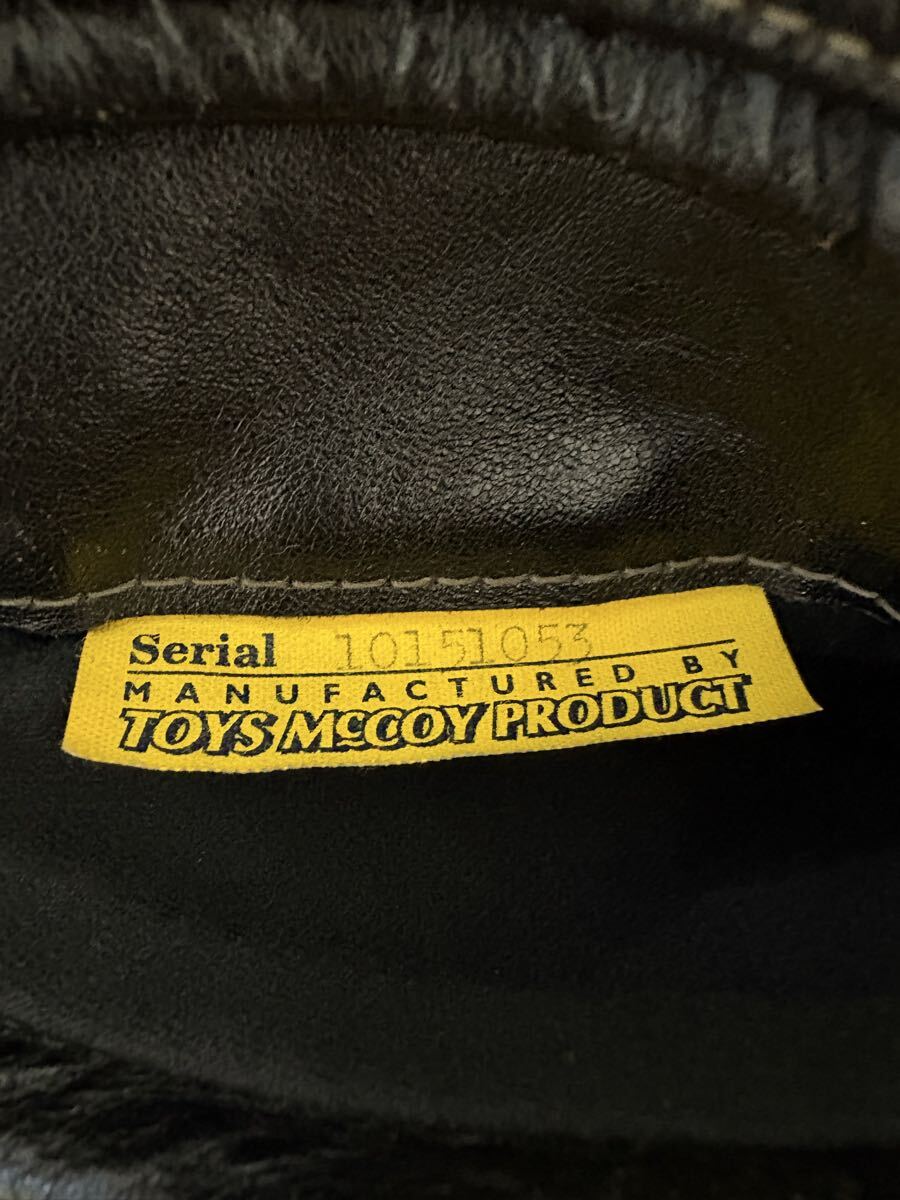 Serial 10151053
MANUFACTURED BY
TOYS McCOY PRODUCT